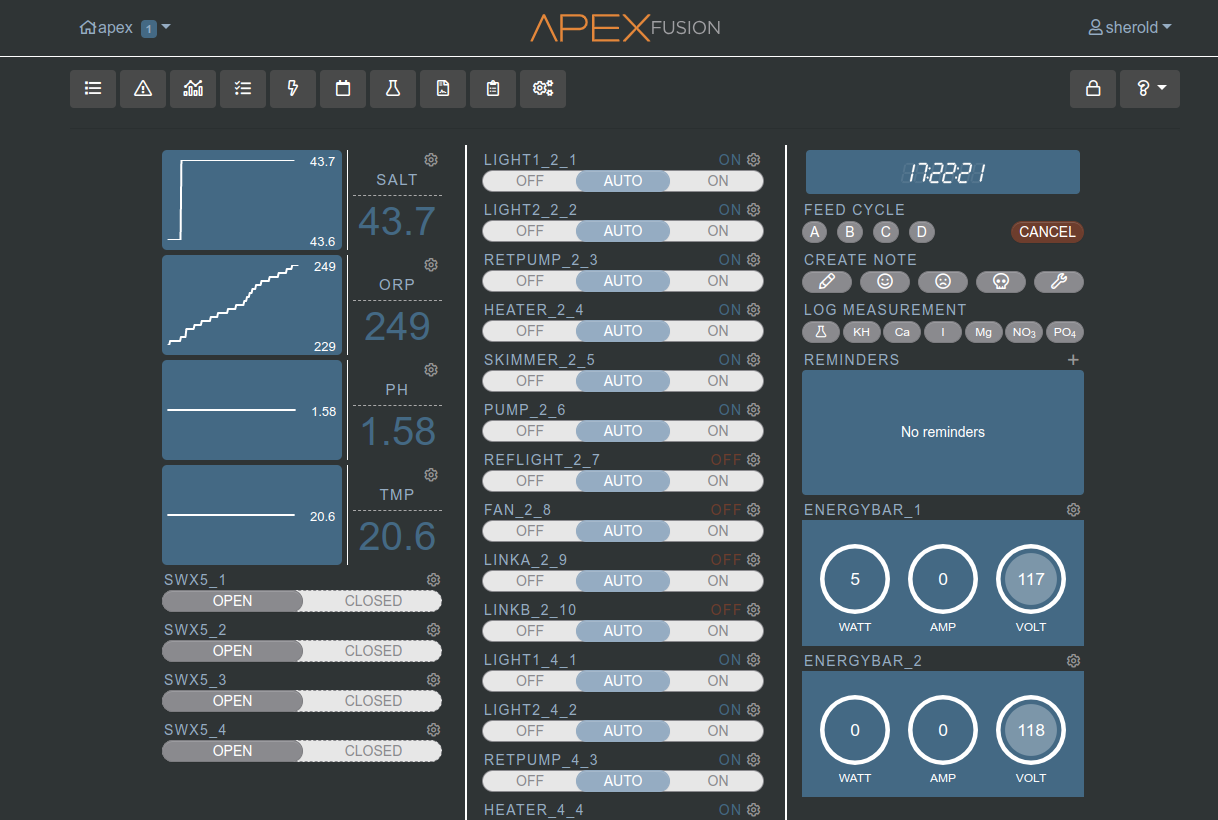 apex 1
APEX FUSION
sherold
43.7
43.6
SALT
43.7
249
229
ORP
249
1.58
PH
1.58
20.6
TMP
20.6
SWX5_1
OPEN CLOSED
SWX5_2
OPEN CLOSED
SWX5_3
OPEN CLOSED
SWX5_4
OPEN CLOSED
LIGHT1_2_1 ON
OFF AUTO ON
LIGHT2_2_2 ON
OFF AUTO ON
RETPUMP_2_3 ON
OFF AUTO ON
HEATER_2_4 ON
OFF AUTO ON
SKIMMER_2_5 ON
OFF AUTO ON
PUMP_2_6 ON
OFF AUTO ON
REFLIGHT_2_7 OFF
OFF AUTO ON
FAN_2_8 OFF
OFF AUTO ON
LINKA_2_9 OFF
OFF AUTO ON
LINKB_2_10 OFF
OFF AUTO ON
LIGHT1_4_1 ON
OFF AUTO ON
LIGHT2_4_2 ON
OFF AUTO ON
RETPUMP_4_3 ON
OFF AUTO ON
HEATER_4_4 ON
17:22:21
FEED CYCLE
A B C D CANCEL
CREATE NOTE
LOG MEASUREMENT
KH Ca I Mg NO3 PO4
REMINDERS +
No reminders
ENERGYBAR_1
5 0 117
WATT AMP VOLT
ENERGYBAR_2
0 0 118
WATT AMP VOLT